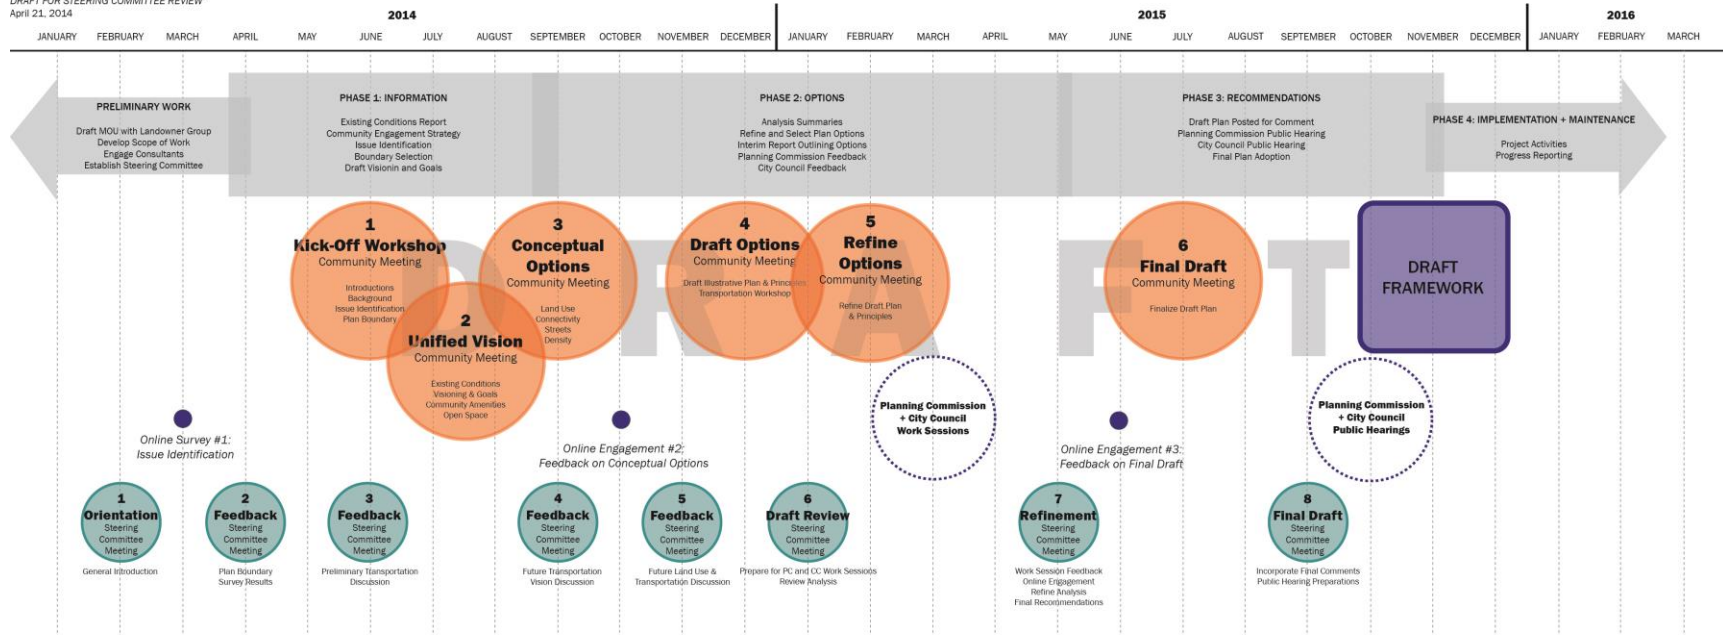 DRAFT FOR STEERING COMMITTEE REVIEW
April 21, 2014
2014
2015
2016
JANUARY FEBRUARY MARCH APRIL MAY JUNE JULY AUGUST SEPTEMBER OCTOBER NOVEMBER DECEMBER JANUARY FEBRUARY MARCH APRIL MAY JUNE JULY AUGUST SEPTEMBER OCTOBER NOVEMBER DECEMBER JANUARY FEBRUARY MARCH
PRELIMINARY WORK
Draft MOU with Landowner Group
Develop Scope of Work
Engage Consultants
Establish Steering Committee
PHASE 1: INFORMATION
Existing Conditions Report
Community Engagement Strategy
Issue Identification
Boundary Selection
Draft Visionin and Goals
PHASE 2: OPTIONS
Analysis Summaries
Refine and Select Plan Options
Interim Report Outlining Options
Planning Commission Feedback
City Council Feedback
PHASE 3: RECOMMENDATIONS
Draft Plan Posted for Comment
Planning Commission Public Hearing
City Council Public Hearing
Final Plan Adoption
PHASE 4: IMPLEMENTATION + MAINTENANCE
Project Activities
Progress Reporting
DRAFT
1
Kick-Off Workshop
Community Meeting
Introductions
Background
Issue Identification
Plan Boundary
2
Unified Vision
Community Meeting
Existing Conditions
Visioning & Goals
Community Amenities
Open Space
3
Conceptual
Options
Community Meeting
Land Use
Connectivity
Streets
Density
4
Draft Options
Community Meeting
Draft Illustrative Plan & Principles
Transportation Workshop
5
Refine
Options
Community Meeting
Refine Draft Plan
& Principles
6
Final Draft
Community Meeting
Finalize Draft Plan
DRAFT
FRAMEWORK
Planning Commission
+ City Council
Work Sessions
Planning Commission
+ City Council
Public Hearings
Online Survey #1:
Issue Identification
Online Engagement #2:
Feedback on Conceptual Options
Online Engagement #3:
Feedback on Final Draft
1
Orientation
Steering
Committee
Meeting
General Introduction
2
Feedback
Steering
Committee
Meeting
Plan Boundary
Survey Results
3
Feedback
Steering
Committee
Meeting
Preliminary Transportation
Discussion
4
Feedback
Steering
Committee
Meeting
Future Transportation
Vision Discussion
5
Feedback
Steering
Committee
Meeting
Future Land Use &
Transportation Discussion
6
Draft Review
Steering
Committee
Meeting
Prepare for PC and CC Work Sessions
Review Analysis
7
Refinement
Steering
Committee
Meeting
Work Session Feedback
Online Engagement
Refine Analysis
Final Recommendations
8
Final Draft
Steering
Committee
Meeting
Incorporate Final Comments
Public Hearing Preparations